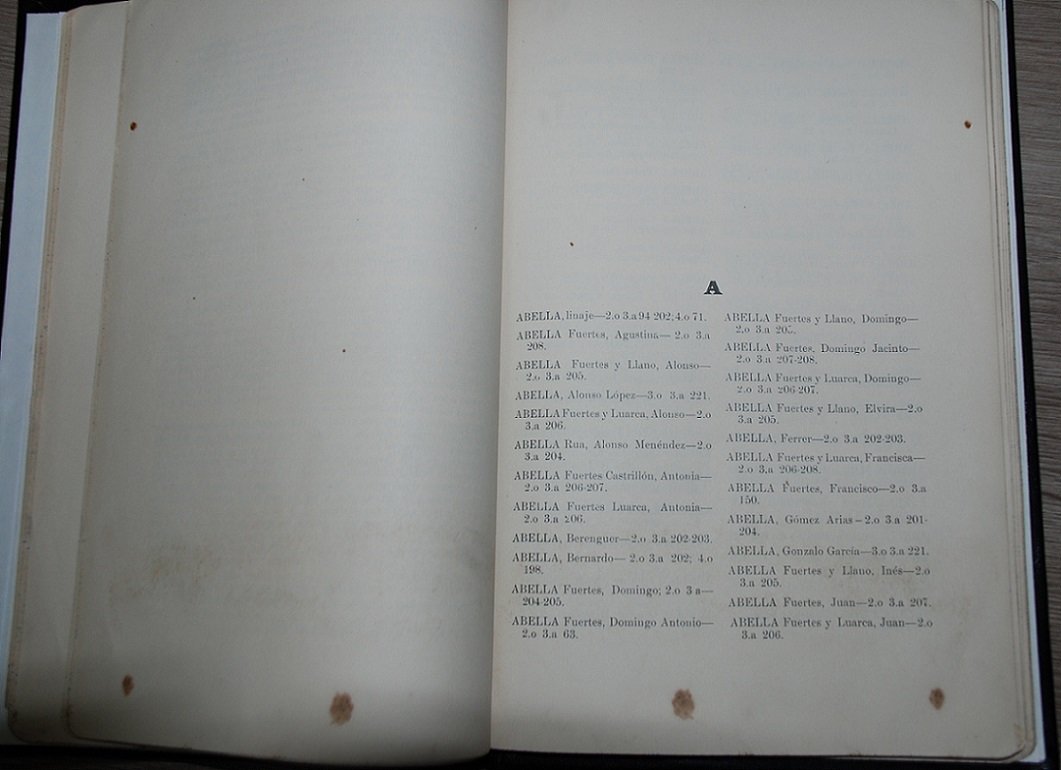 A
ABELLA, linaje—2.o 3.a 94 202; 4.o 71.
ABELLA Fuertes, Agustina— 2.o 3.a
208.
ABELLA Fuertes y Llano, Alonso—
2.o 3.a 205.
ABELLA, Alonso López—3.o 3.a 221.
ABELLA Fuertes y Luarca, Alonso—2.o
3.a 206.
ABELLA Rua, Alonso Menéndez—2.o
3.a 204.
ABELLA Fuertes Castrillón, Antonia—
2.o 3.a 206-207.
ABELLA Fuertes Luarca, Antonia—
2.o 3.a 206.
ABELLA, Berenguer—2.o 3.a 202-203.
ABELLA, Bernardo— 2.o 3.a 202; 4.o
198.
ABELLA Fuertes, Domingo; 2.o 3 a—
204-205.
ABELLA Fuertes, Domingo Antonio—
2.o 3.a 63.
ABELLA Fuertes y Llano, Domingo—
2.o 3.a
ABELLA Fuertes, Domingo Jacinto—
2.o 3.a 207-208.
ABELLA Fuertes y Luarca, Domingo—
2.o 3.a 206-207.
ABELLA Fuertes y Llano, Elvira—2.o
3.a 205.
ABELLA, Ferrer—2.o 3.a 202-203.
ABELLA Fuertes y Luarca, Francisca—
2.o 3.a 206-208.
ABELLA Fuertes, Francisco—2.o 3.a
150.
ABELLA, Gómez Arias—2.o 3.a 201-
204.
ABELLA, Gonzalo García—3.o 3.a 221.
ABELLA Fuertes y Llano, Inés—2.o
3.a 205.
ABELLA Fuertes, Juan—2.o 3.a 207.
ABELLA Fuertes y Luarca, Juan—2.o
3.a 206.